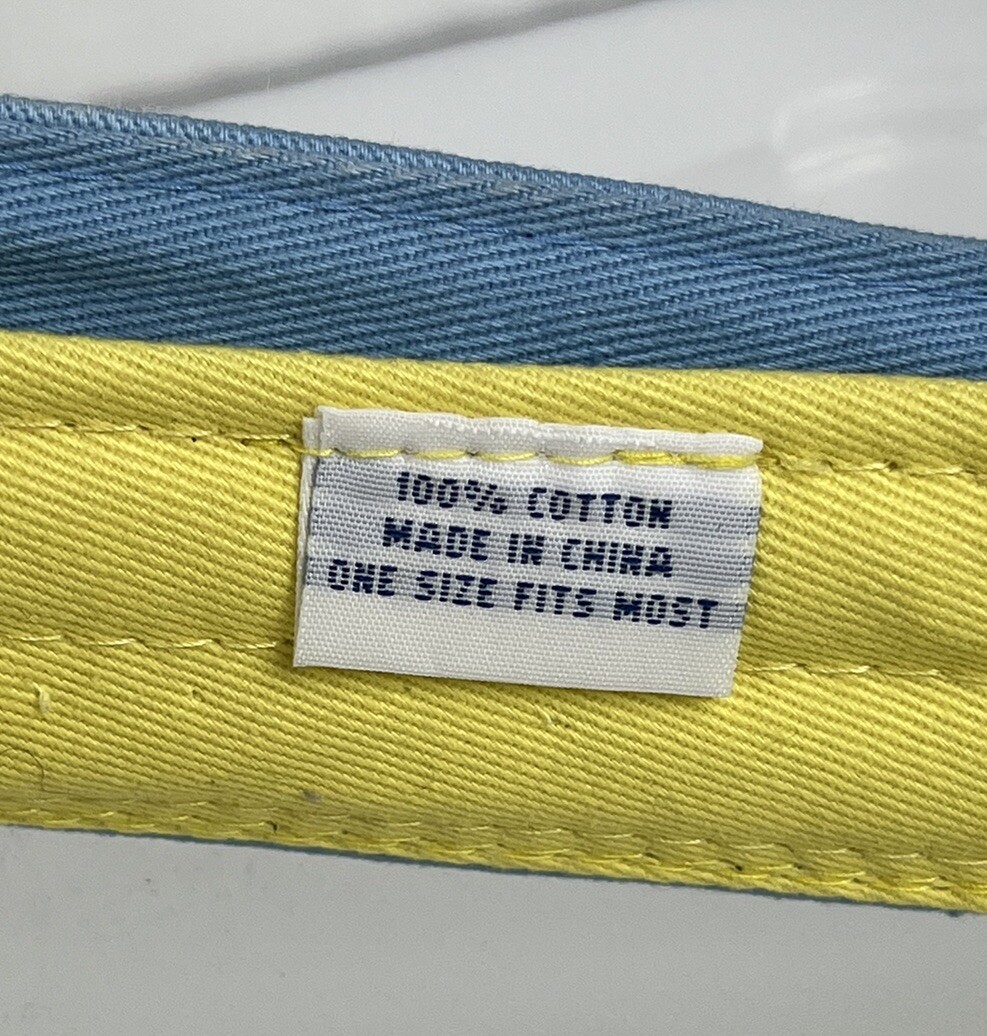 100% COTTON
MADE IN CHINA
ONE SIZE FITS MOST